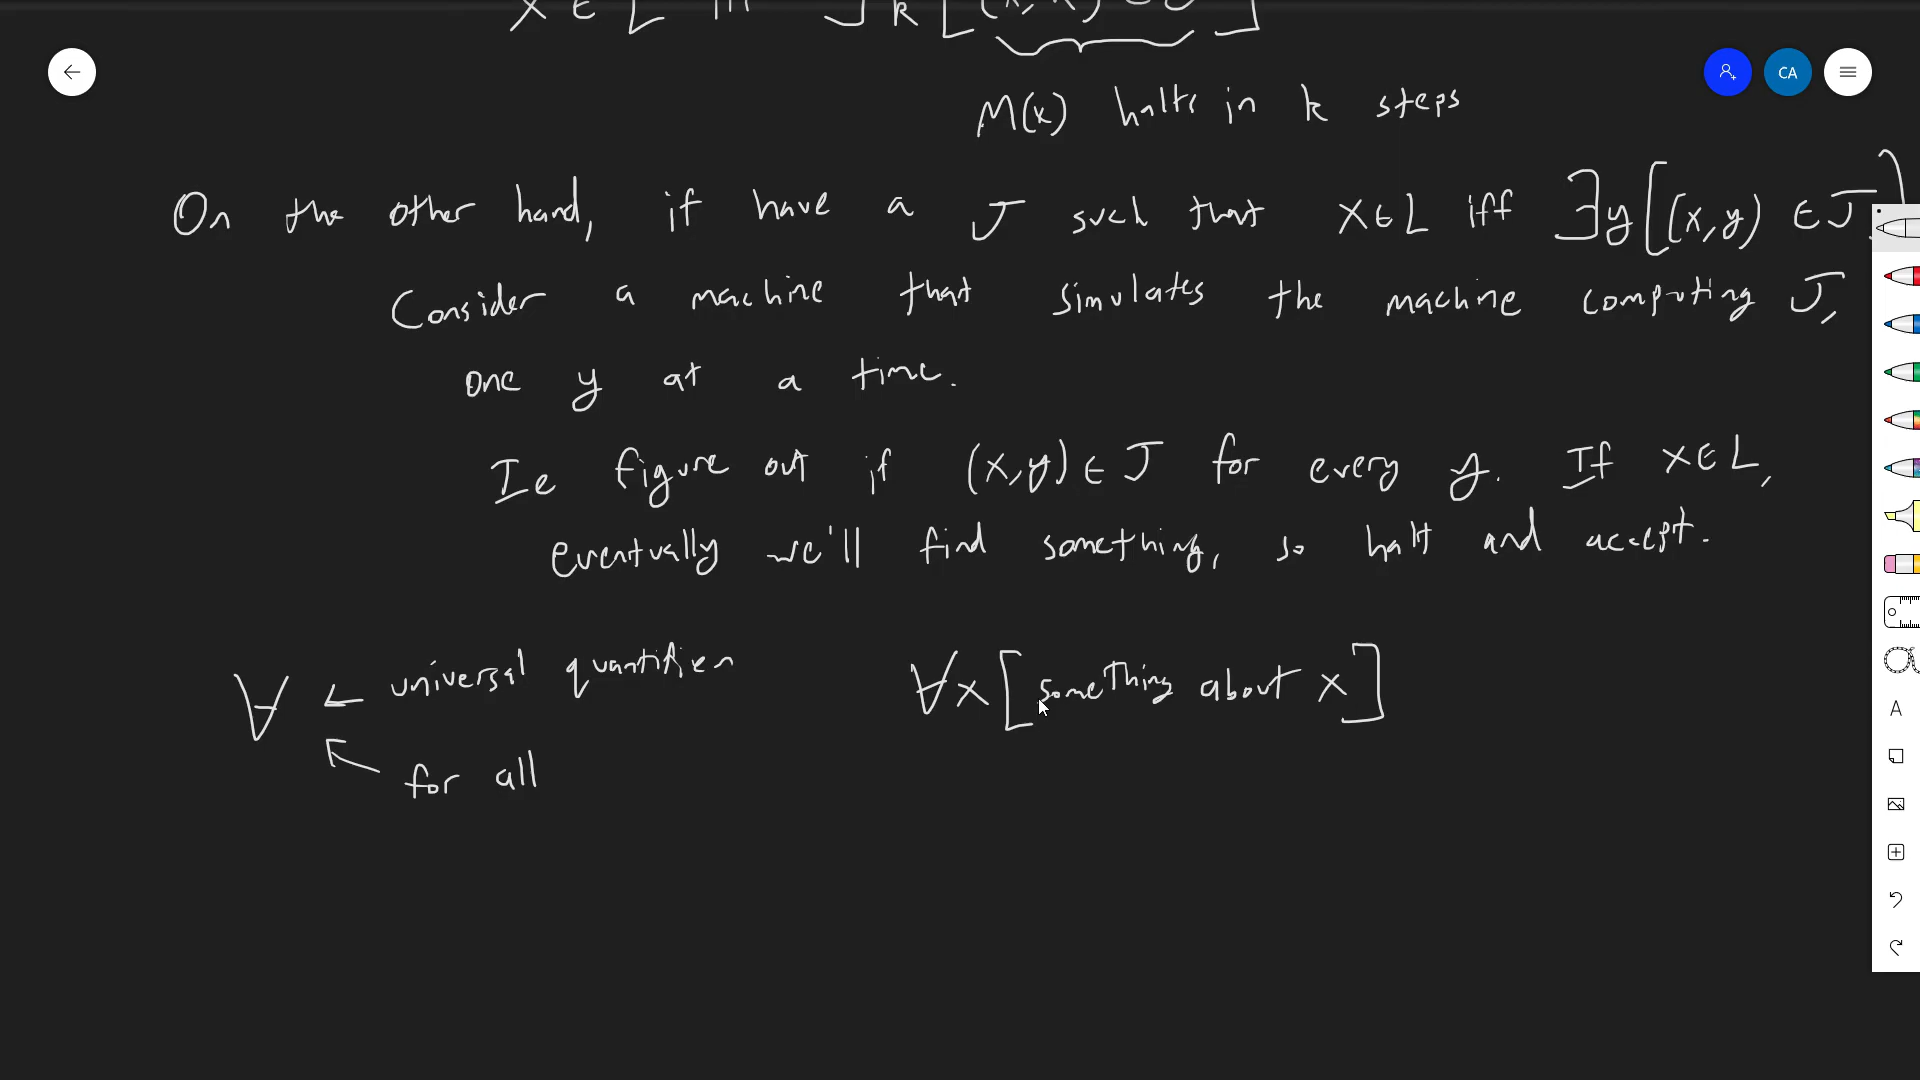 x ∈ L iff ∃k[(x, k) ∈ J]
CA
M(x) halts in k steps
On the other hand, if have a J such that x ∈ L iff ∃y[(x,y) ∈ J]
Consider a machine that simulates the machine computing J,
one y at a time.
Ie figure out if (x,y) ∈ J for every y. If x ∈ L,
eventually we'll find something, so halt and accept.
∀ ← universal quantifier
∀x[something about x]
↖ for all
A